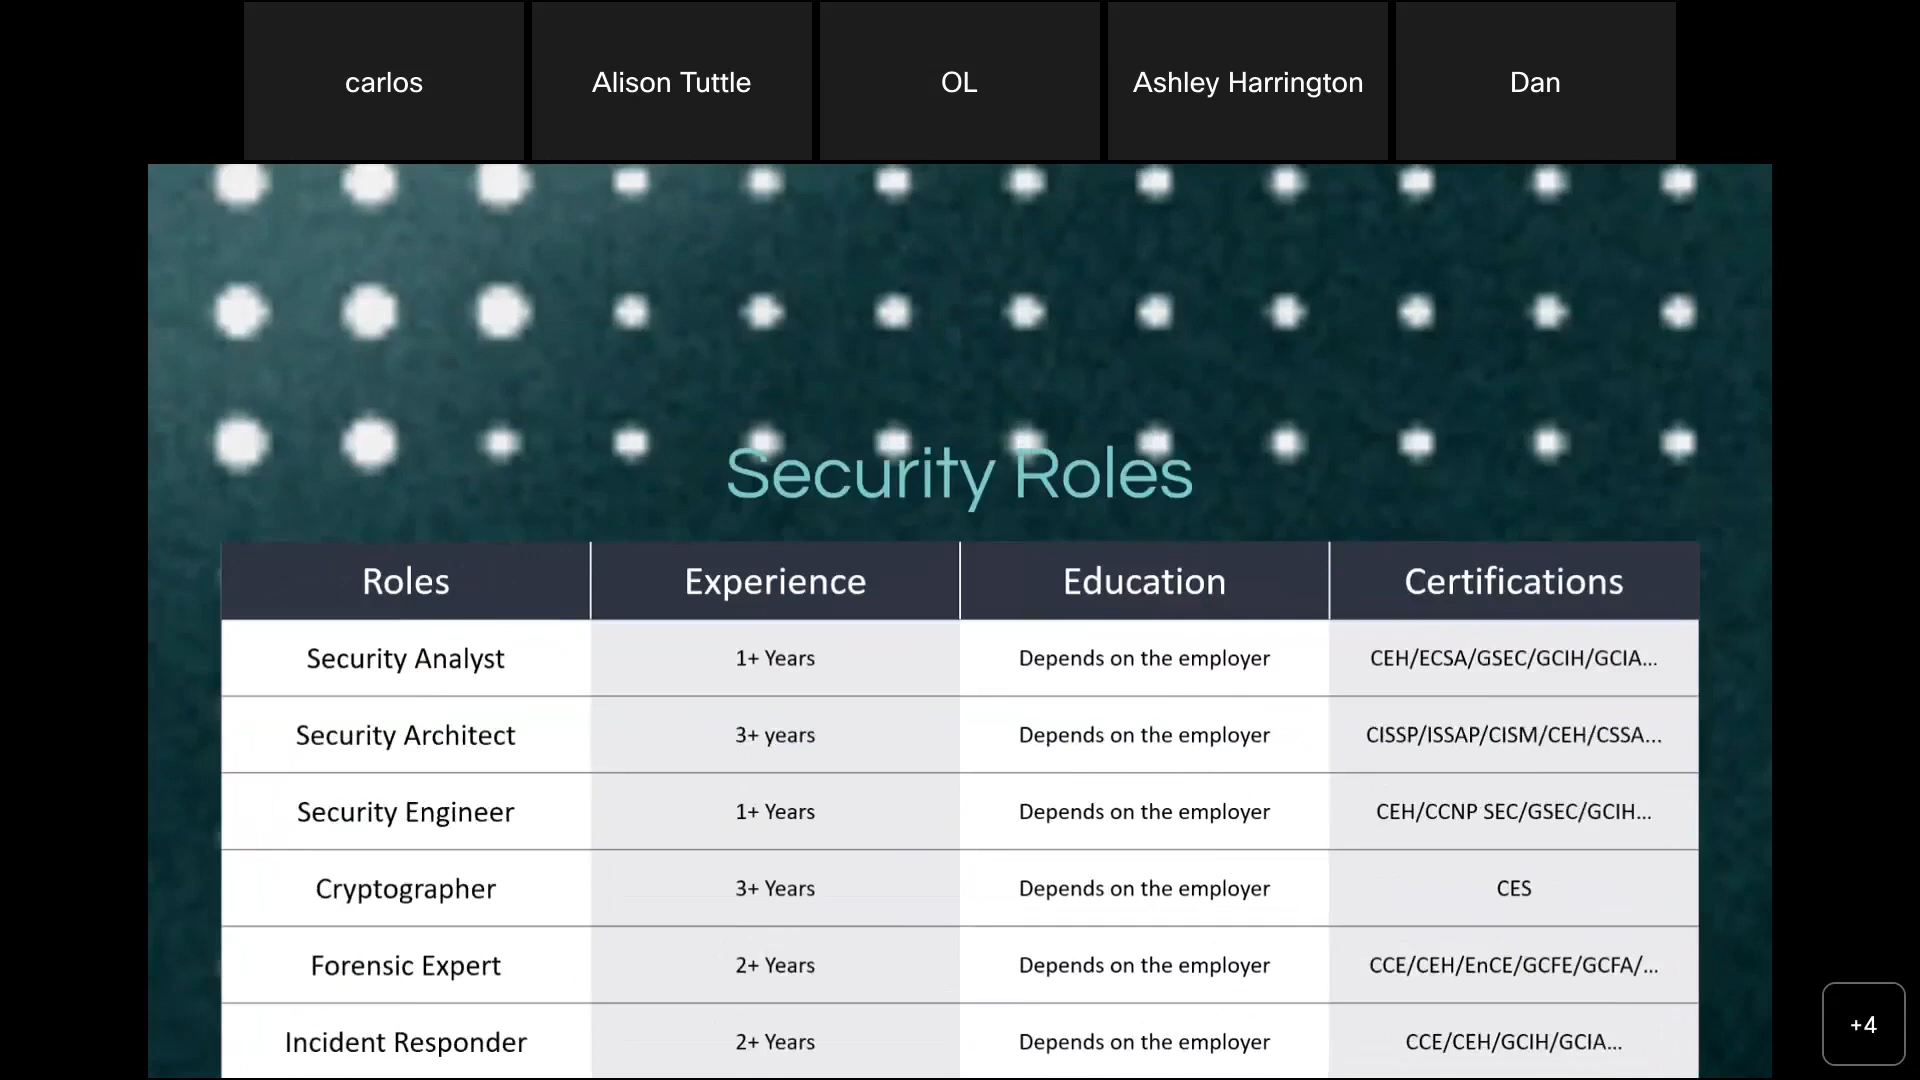 carlos
Alison Tuttle
OL
Ashley Harrington
Dan
Security Roles
Roles Experience Education Certifications
Security Analyst 1+ Years Depends on the employer CEH/ECSA/GSEC/GCIH/GCIA...
Security Architect 3+ years Depends on the employer CISSP/ISSAP/CISM/CEH/CSSA...
Security Engineer 1+ Years Depends on the employer CEH/CCNP SEC/GSEC/GCIH...
Cryptographer 3+ Years Depends on the employer CES
Forensic Expert 2+ Years Depends on the employer CCE/CEH/EnCE/GCFE/GCFA/...
Incident Responder 2+ Years Depends on the employer CCE/CEH/GCIH/GCIA...
+4